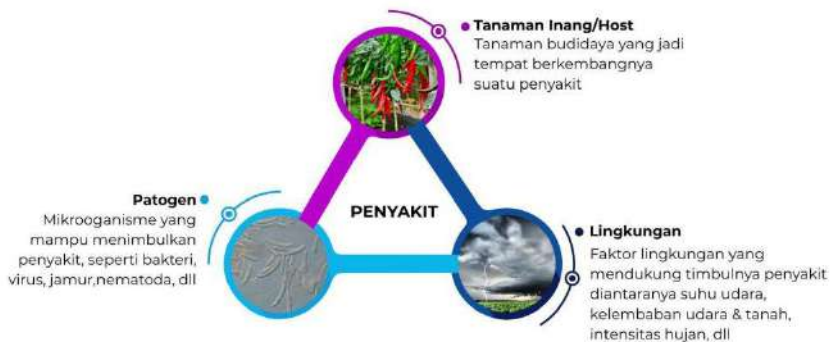 Tanaman Inang/Host
Tanaman budidaya yang jadi
tempat berkembangnya
suatu penyakit
PENYAKIT
Patogen
Mikrooganisme yang
mampu menimbulkan
penyakit, seperti bakteri,
virus, jamur,nematoda, dll
Lingkungan
Faktor lingkungan yang
mendukung timbulnya penyakit
diantaranya suhu udara,
kelembaban udara & tanah,
intensitas hujan, dll